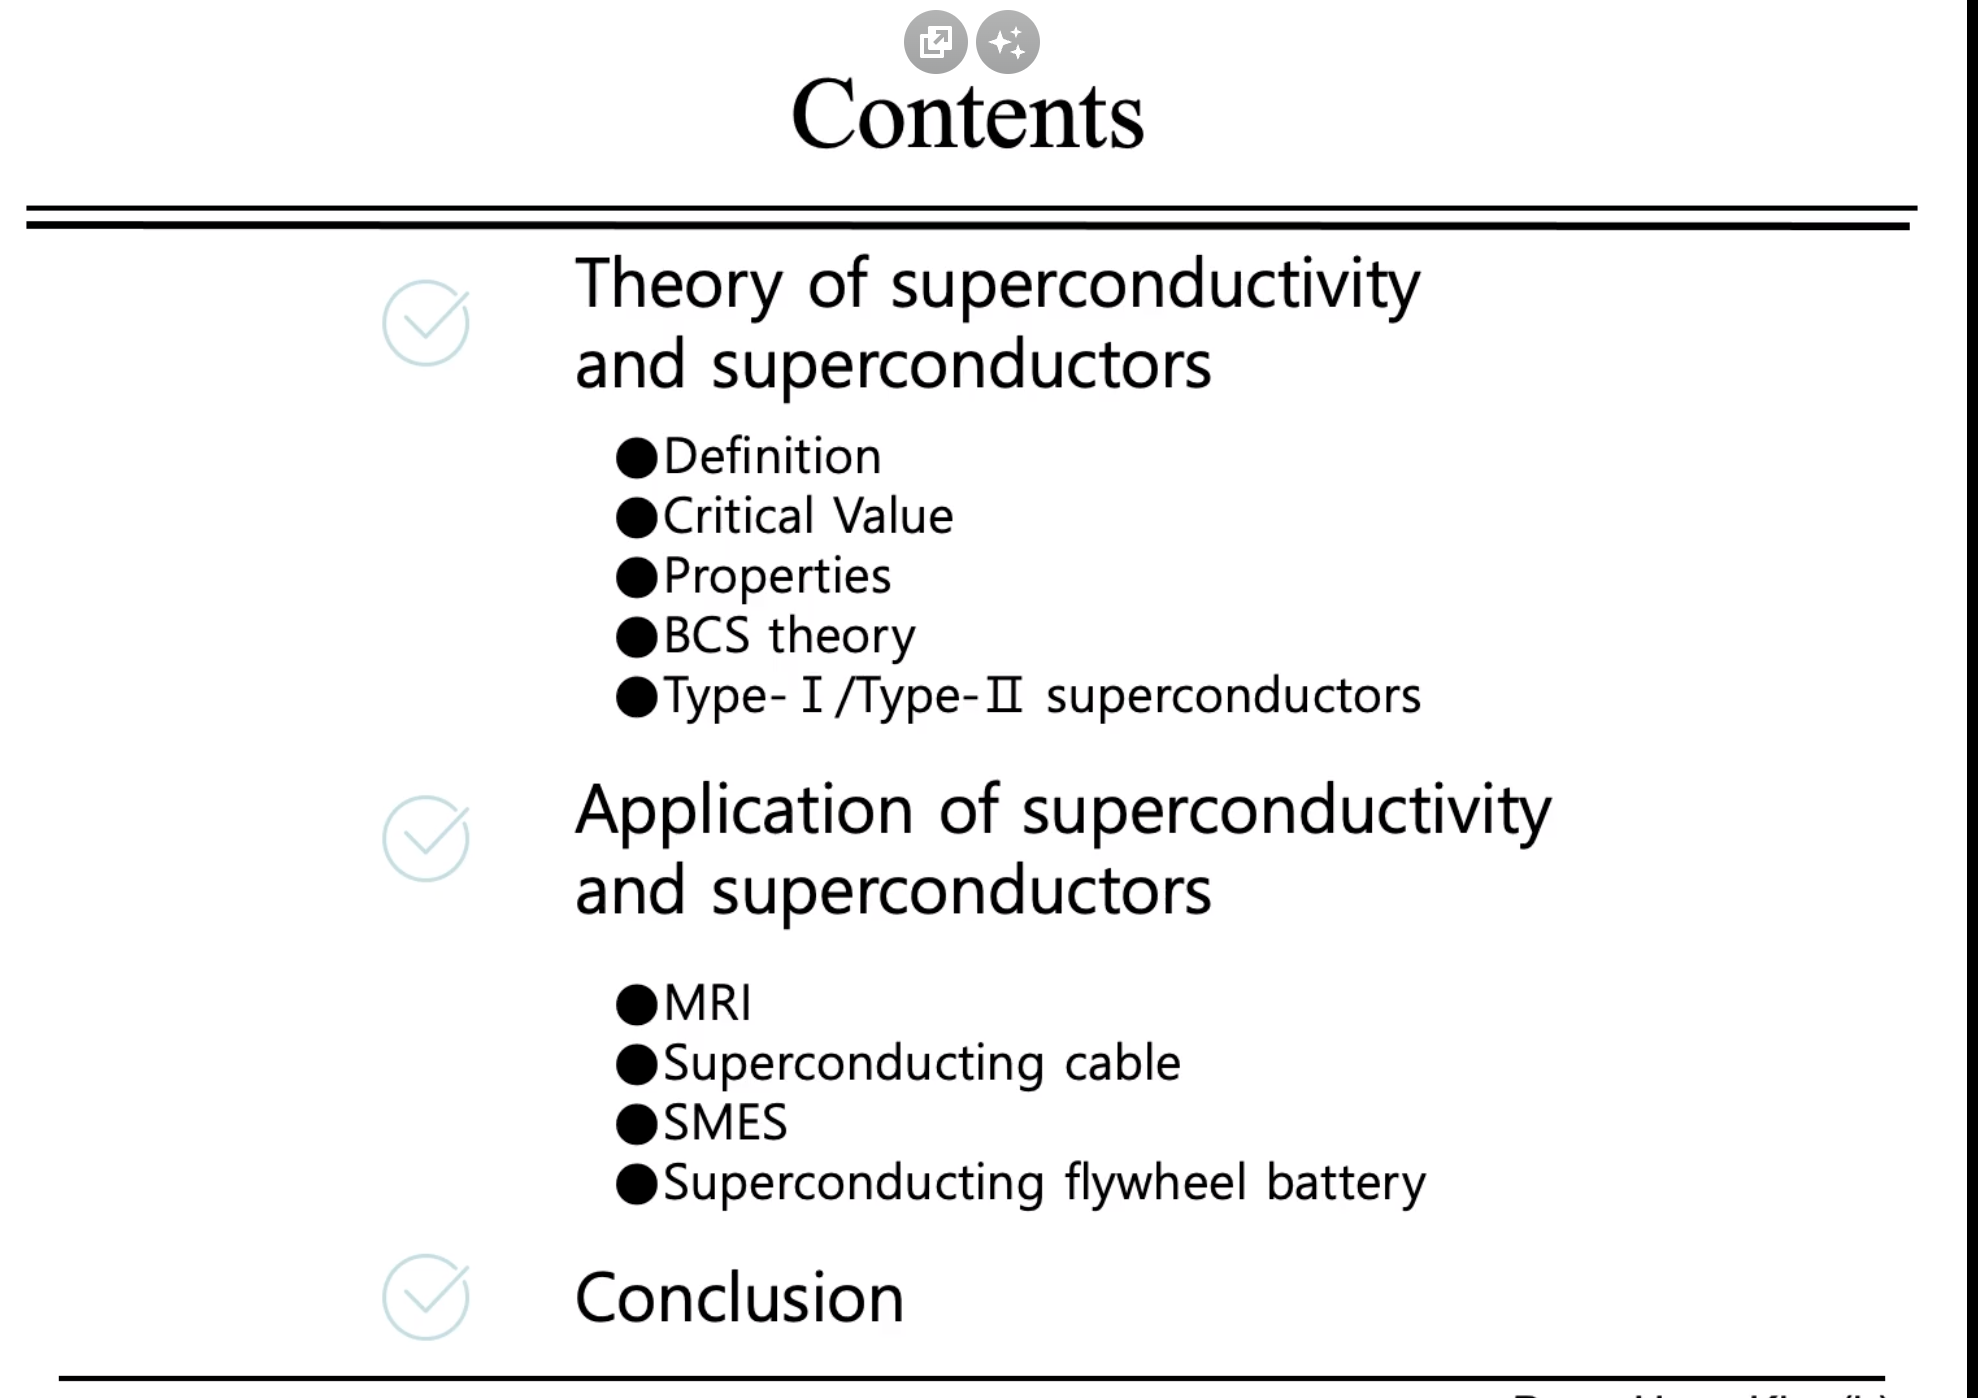 Contents
Theory of superconductivity
and superconductors
●Definition
●Critical Value
●Properties
●BCS theory
●Type-Ⅰ/Type-Ⅱ superconductors
Application of superconductivity
and superconductors
●MRI
●Superconducting cable
●SMES
●Superconducting flywheel battery
Conclusion